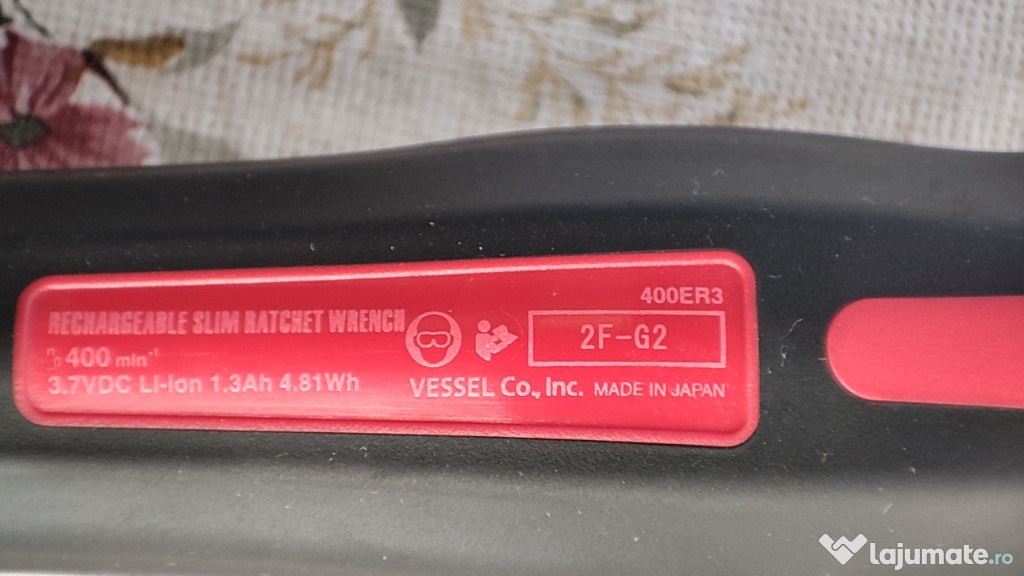 400ER3
RECHARGEABLE SLIM RATCHET WRENCH
n0 400 min-1
2F-G2
3.7VDC Li-ion 1.3Ah 4.81Wh
VESSEL Co., Inc. MADE IN JAPAN
lajumate.ro